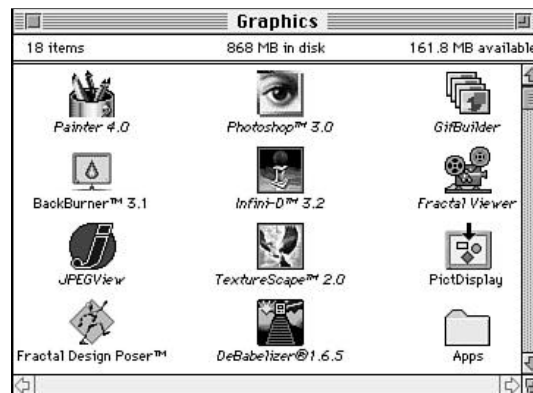 Graphics
18 items 868 MB in disk 161.8 MB available
Painter 4.0 Photoshop™ 3.0 GifBuilder
BackBurner™ 3.1 Infini-D™ 3.2 Fractal Viewer
JPEGView TextureScape™ 2.0 PictDisplay
Fractal Design Poser™ DeBabelizer®1.6.5 Apps